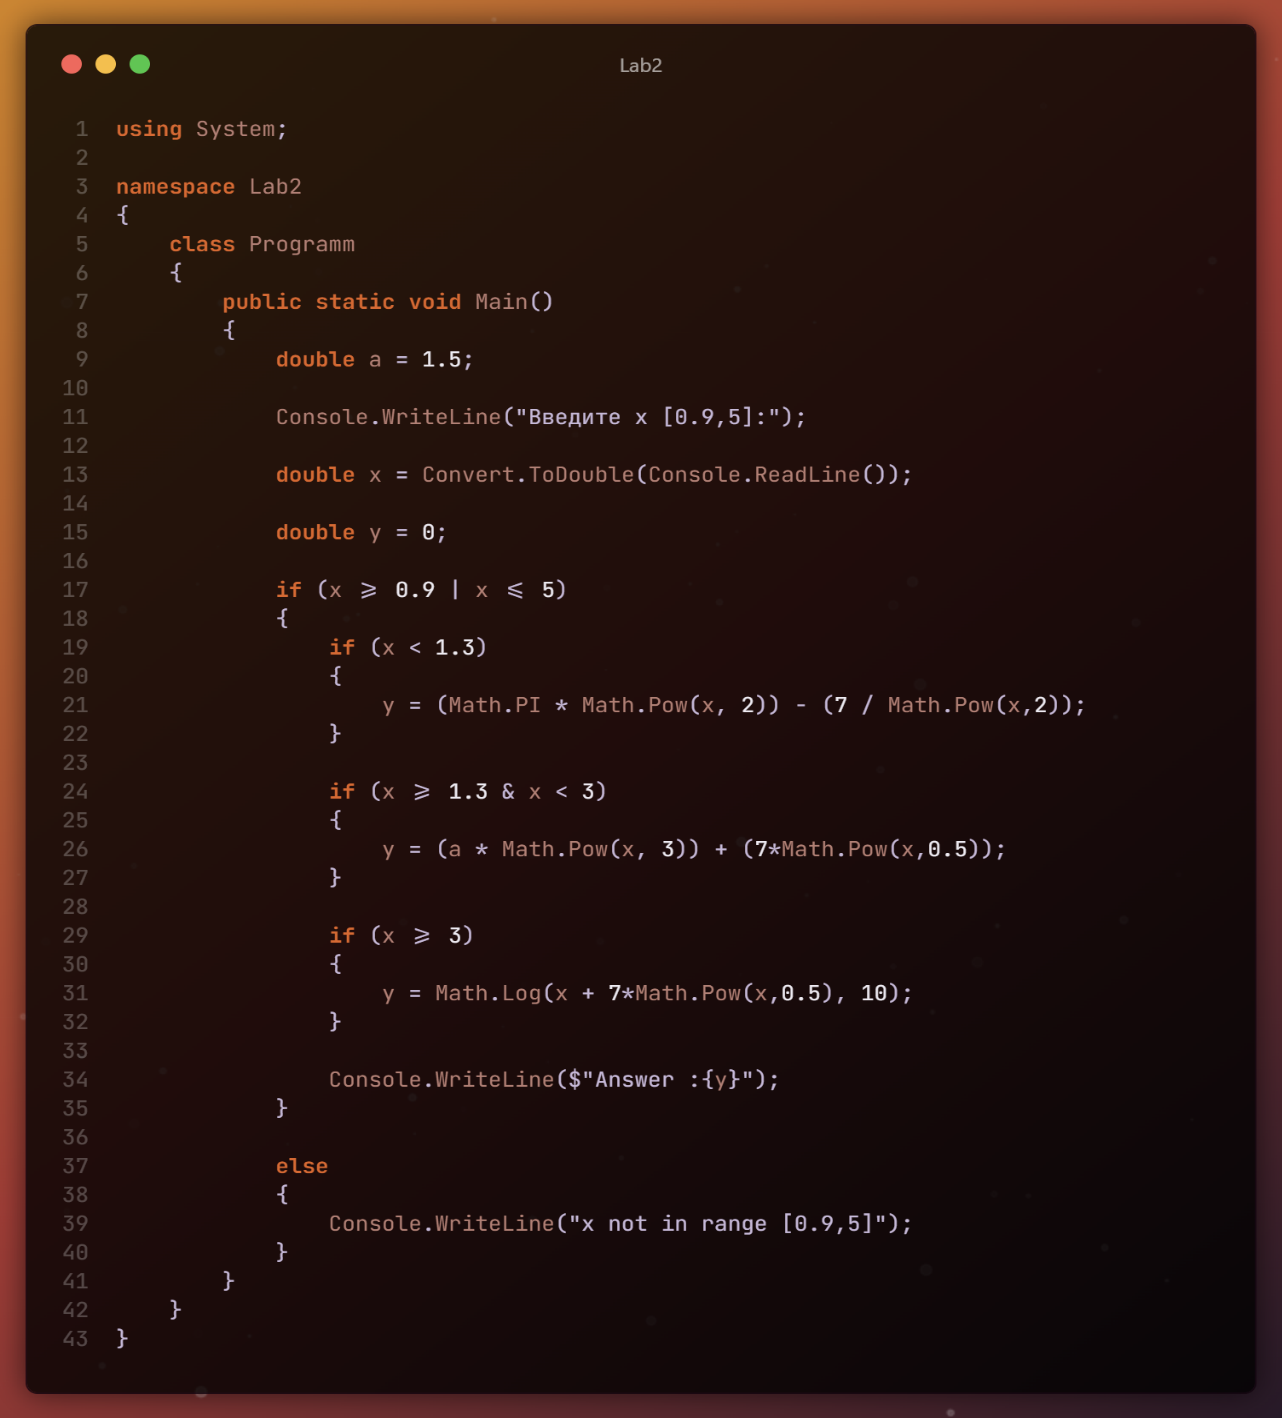 Lab2
1 using System;
2
3 namespace Lab2
4 {
5     class Programm
6     {
7         public static void Main()
8         {
9             double a = 1.5;
10
11             Console.WriteLine("Введите x [0.9,5]:");
12
13             double x = Convert.ToDouble(Console.ReadLine());
14
15             double y = 0;
16
17             if (x ⩾ 0.9 | x ⩽ 5)
18             {
19                 if (x < 1.3)
20                 {
21                     y = (Math.PI * Math.Pow(x, 2)) - (7 / Math.Pow(x,2));
22                 }
23
24                 if (x ⩾ 1.3 & x < 3)
25                 {
26                     y = (a * Math.Pow(x, 3)) + (7*Math.Pow(x,0.5));
27                 }
28
29                 if (x ⩾ 3)
30                 {
31                     y = Math.Log(x + 7*Math.Pow(x,0.5), 10);
32                 }
33
34                 Console.WriteLine($"Answer :{y}");
35             }
36
37             else
38             {
39                 Console.WriteLine("x not in range [0.9,5]");
40             }
41         }
42     }
43 }